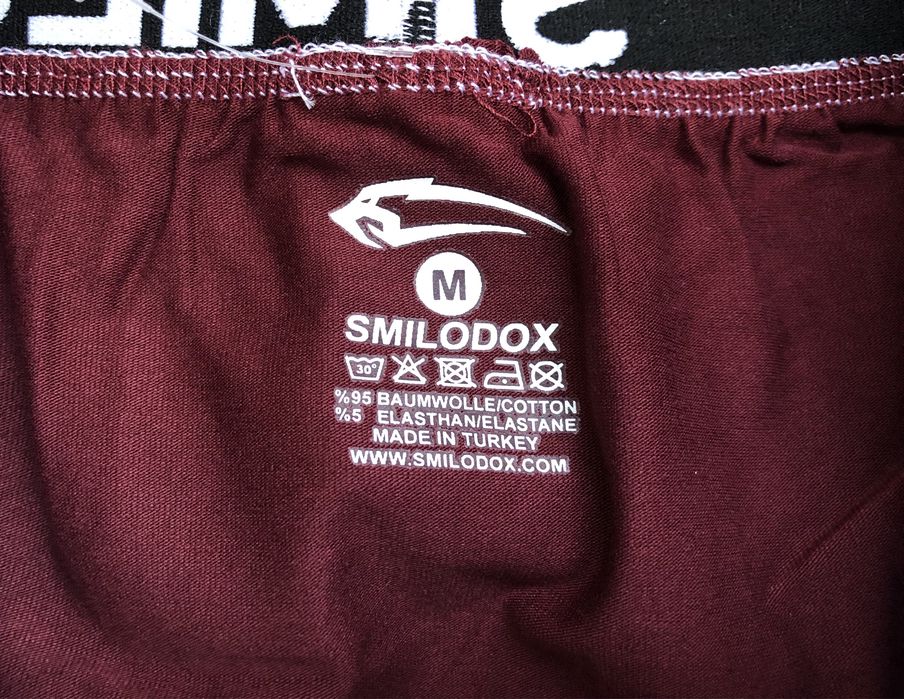 M
SMILODOX
30°
%95 BAUMWOLLE/COTTON
%5 ELASTHAN/ELASTANE
MADE IN TURKEY
WWW.SMILODOX.COM